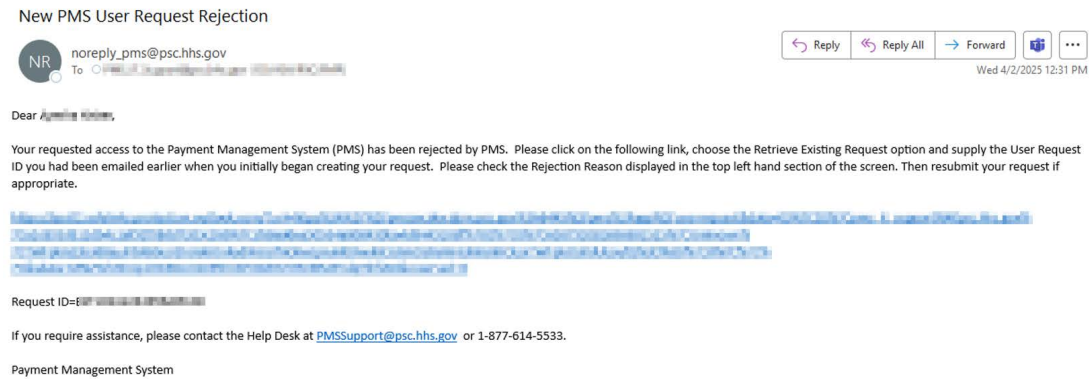 New PMS User Request Rejection
NR
noreply_pms@psc.hhs.gov
To
Reply
Reply All
Forward
Wed 4/2/2025 12:31 PM
Dear
Your requested access to the Payment Management System (PMS) has been rejected by PMS.  Please click on the following link, choose the Retrieve Existing Request option and supply the User Request
ID you had been emailed earlier when you initially began creating your request.  Please check the Rejection Reason displayed in the top left hand section of the screen. Then resubmit your request if
appropriate.
Request ID=
If you require assistance, please contact the Help Desk at PMSSupport@psc.hhs.gov  or 1-877-614-5533.
Payment Management System